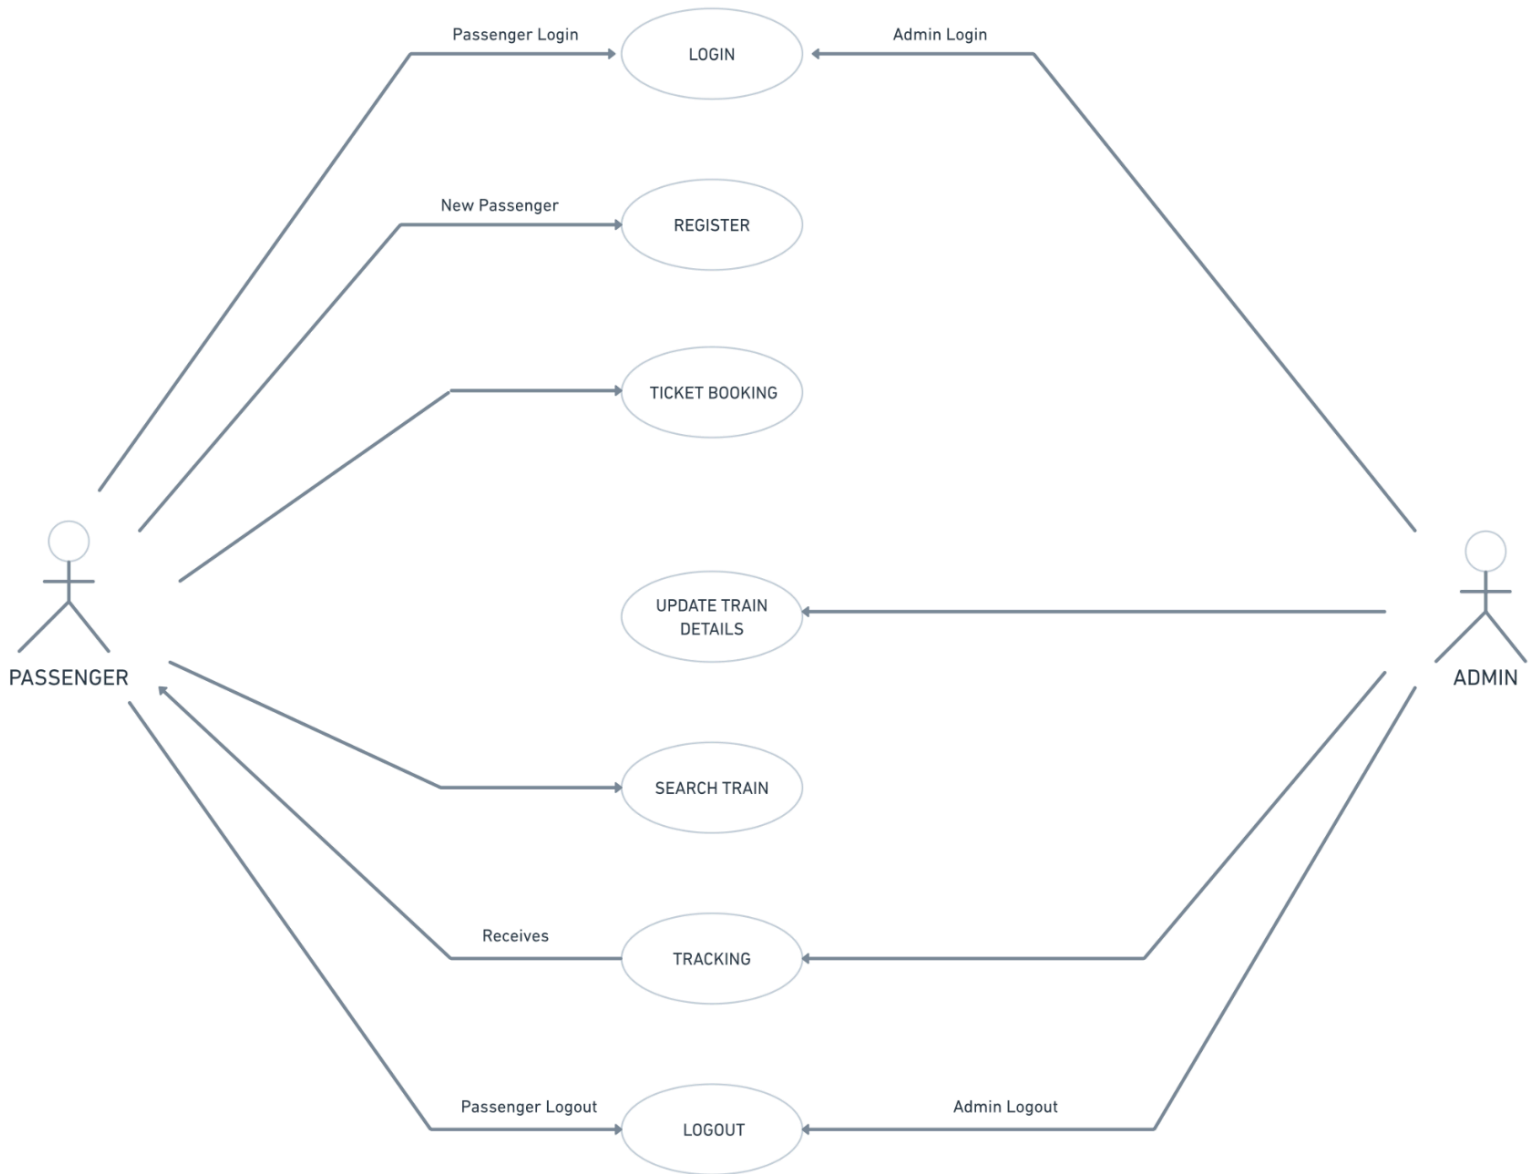 Passenger Login
LOGIN
Admin Login
New Passenger
REGISTER
TICKET BOOKING
UPDATE TRAIN
DETAILS
PASSENGER
ADMIN
SEARCH TRAIN
Receives
TRACKING
Passenger Logout
LOGOUT
Admin Logout